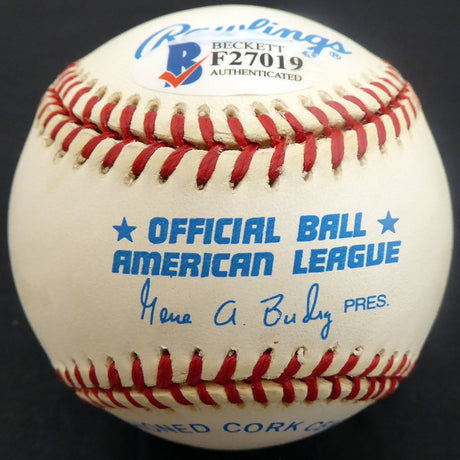 Rawlings®
B BECKETT
F27019
AUTHENTICATED
★ OFFICIAL BALL ★
AMERICAN LEAGUE
Gene A. Budig PRES.
CORK